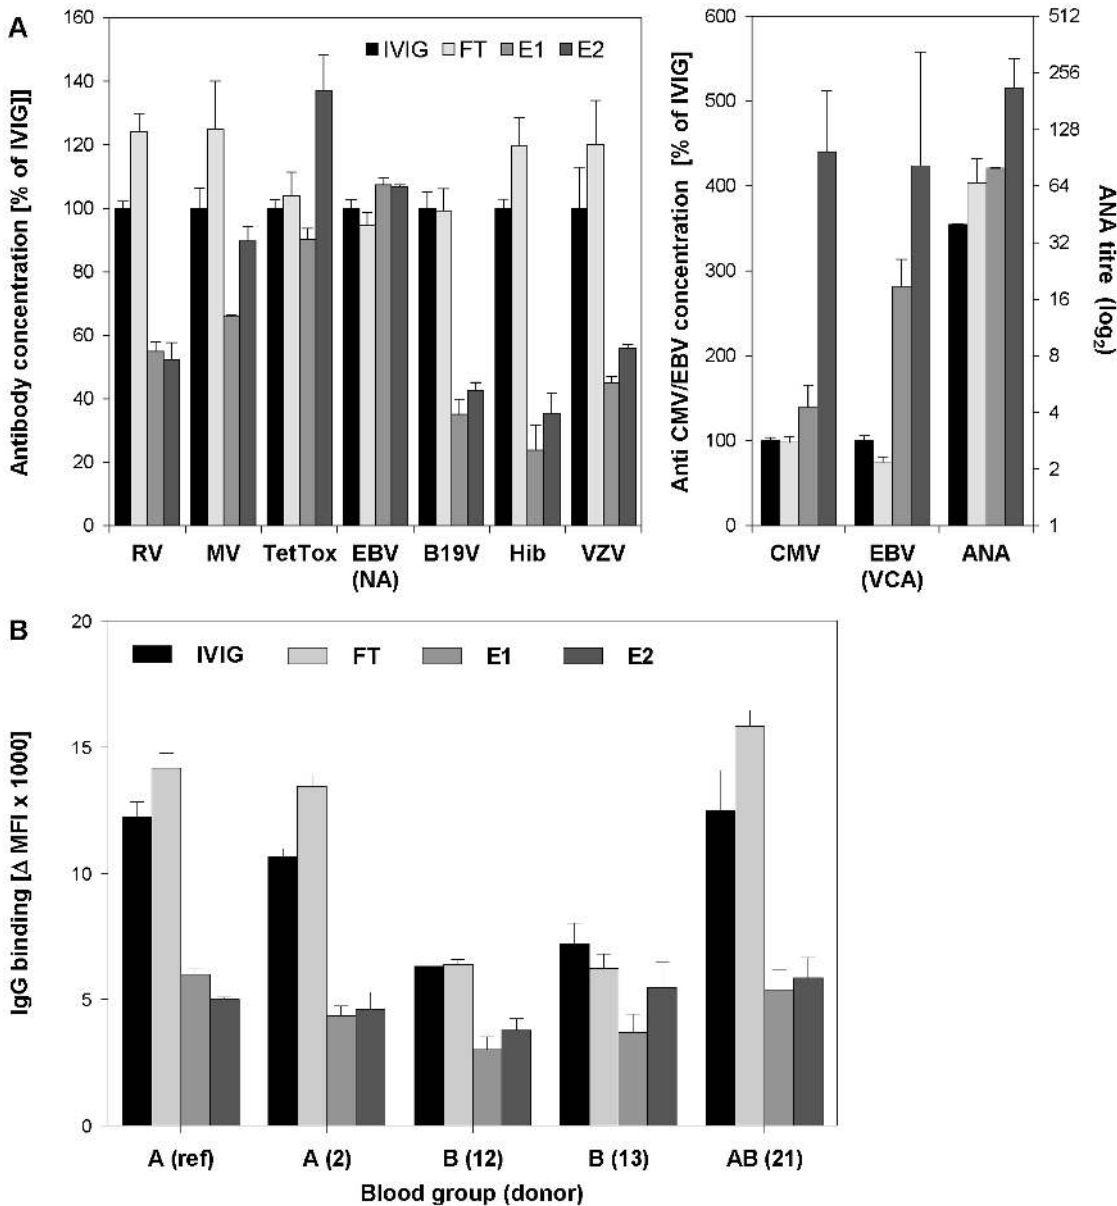 A
Antibody concentration [% of IVIG]]
160
140
120
100
80
60
40
20
0
IVIG FT E1 E2
RV MV TetTox EBV (NA) B19V Hib VZV
Anti CMV/EBV concentration [% of IVIG]
600
500
400
300
200
100
0
512
256
128
64
32
16
8
4
2
1
ANA titre (log2)
CMV EBV (VCA) ANA
B
IgG binding [Δ MFI x 1000]
20
15
10
5
0
IVIG FT E1 E2
A (ref) A (2) B (12) B (13) AB (21)
Blood group (donor)